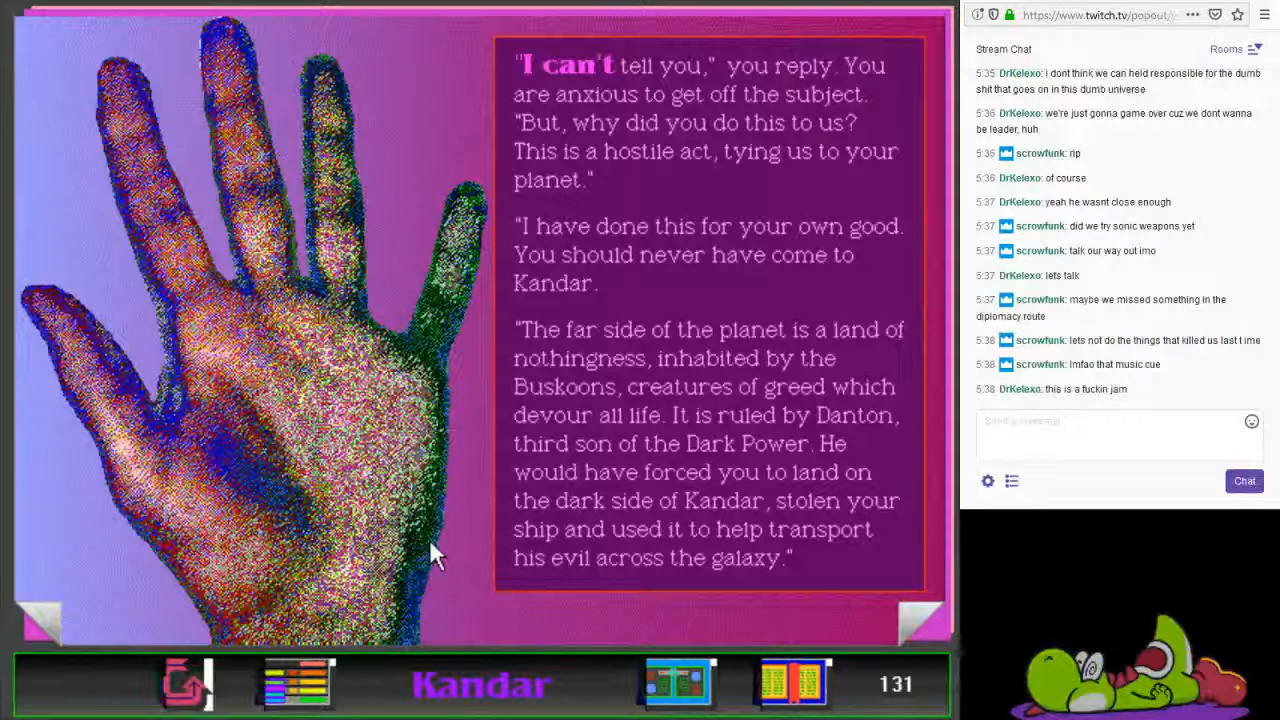 "I can't tell you," you reply. You
are anxious to get off the subject.
"But, why did you do this to us?
This is a hostile act, tying us to your
planet."
"I have done this for your own good.
You should never have come to
Kandar.
"The far side of the planet is a land of
nothingness, inhabited by the
Buskoons, creatures of greed which
devour all life. It is ruled by Danton,
third son of the Dark Power. He
would have forced you to land on
the dark side of Kandar, stolen your
ship and used it to help transport
his evil across the galaxy."
Kandar
131
https://www.twitch.tv/popout/
Stream Chat
Rooms
5:35 DrKelexo: i dont think we can held responsible for the dumb
shit that goes on in this dumb universe
5:36 DrKelexo: we're just gonna game over cuz we dont wanna
be leader, huh
5:36 scrowfunk: rip
5:36 DrKelexo: of course
5:37 DrKelexo: yeah he wasnt close enough
5:37 scrowfunk: did we try sonic weapons yet
5:37 scrowfunk: talk our way out imo
5:37 DrKelexo: lets talk
5:37 scrowfunk: maybe we missed something in the
diplomacy route
5:38 scrowfunk: lets not do the things that killed us last t ime
5:38 scrowfunk: lmfao that music cue
5:38 DrKelexo: this is a fuckin jam
Send a message
Chat